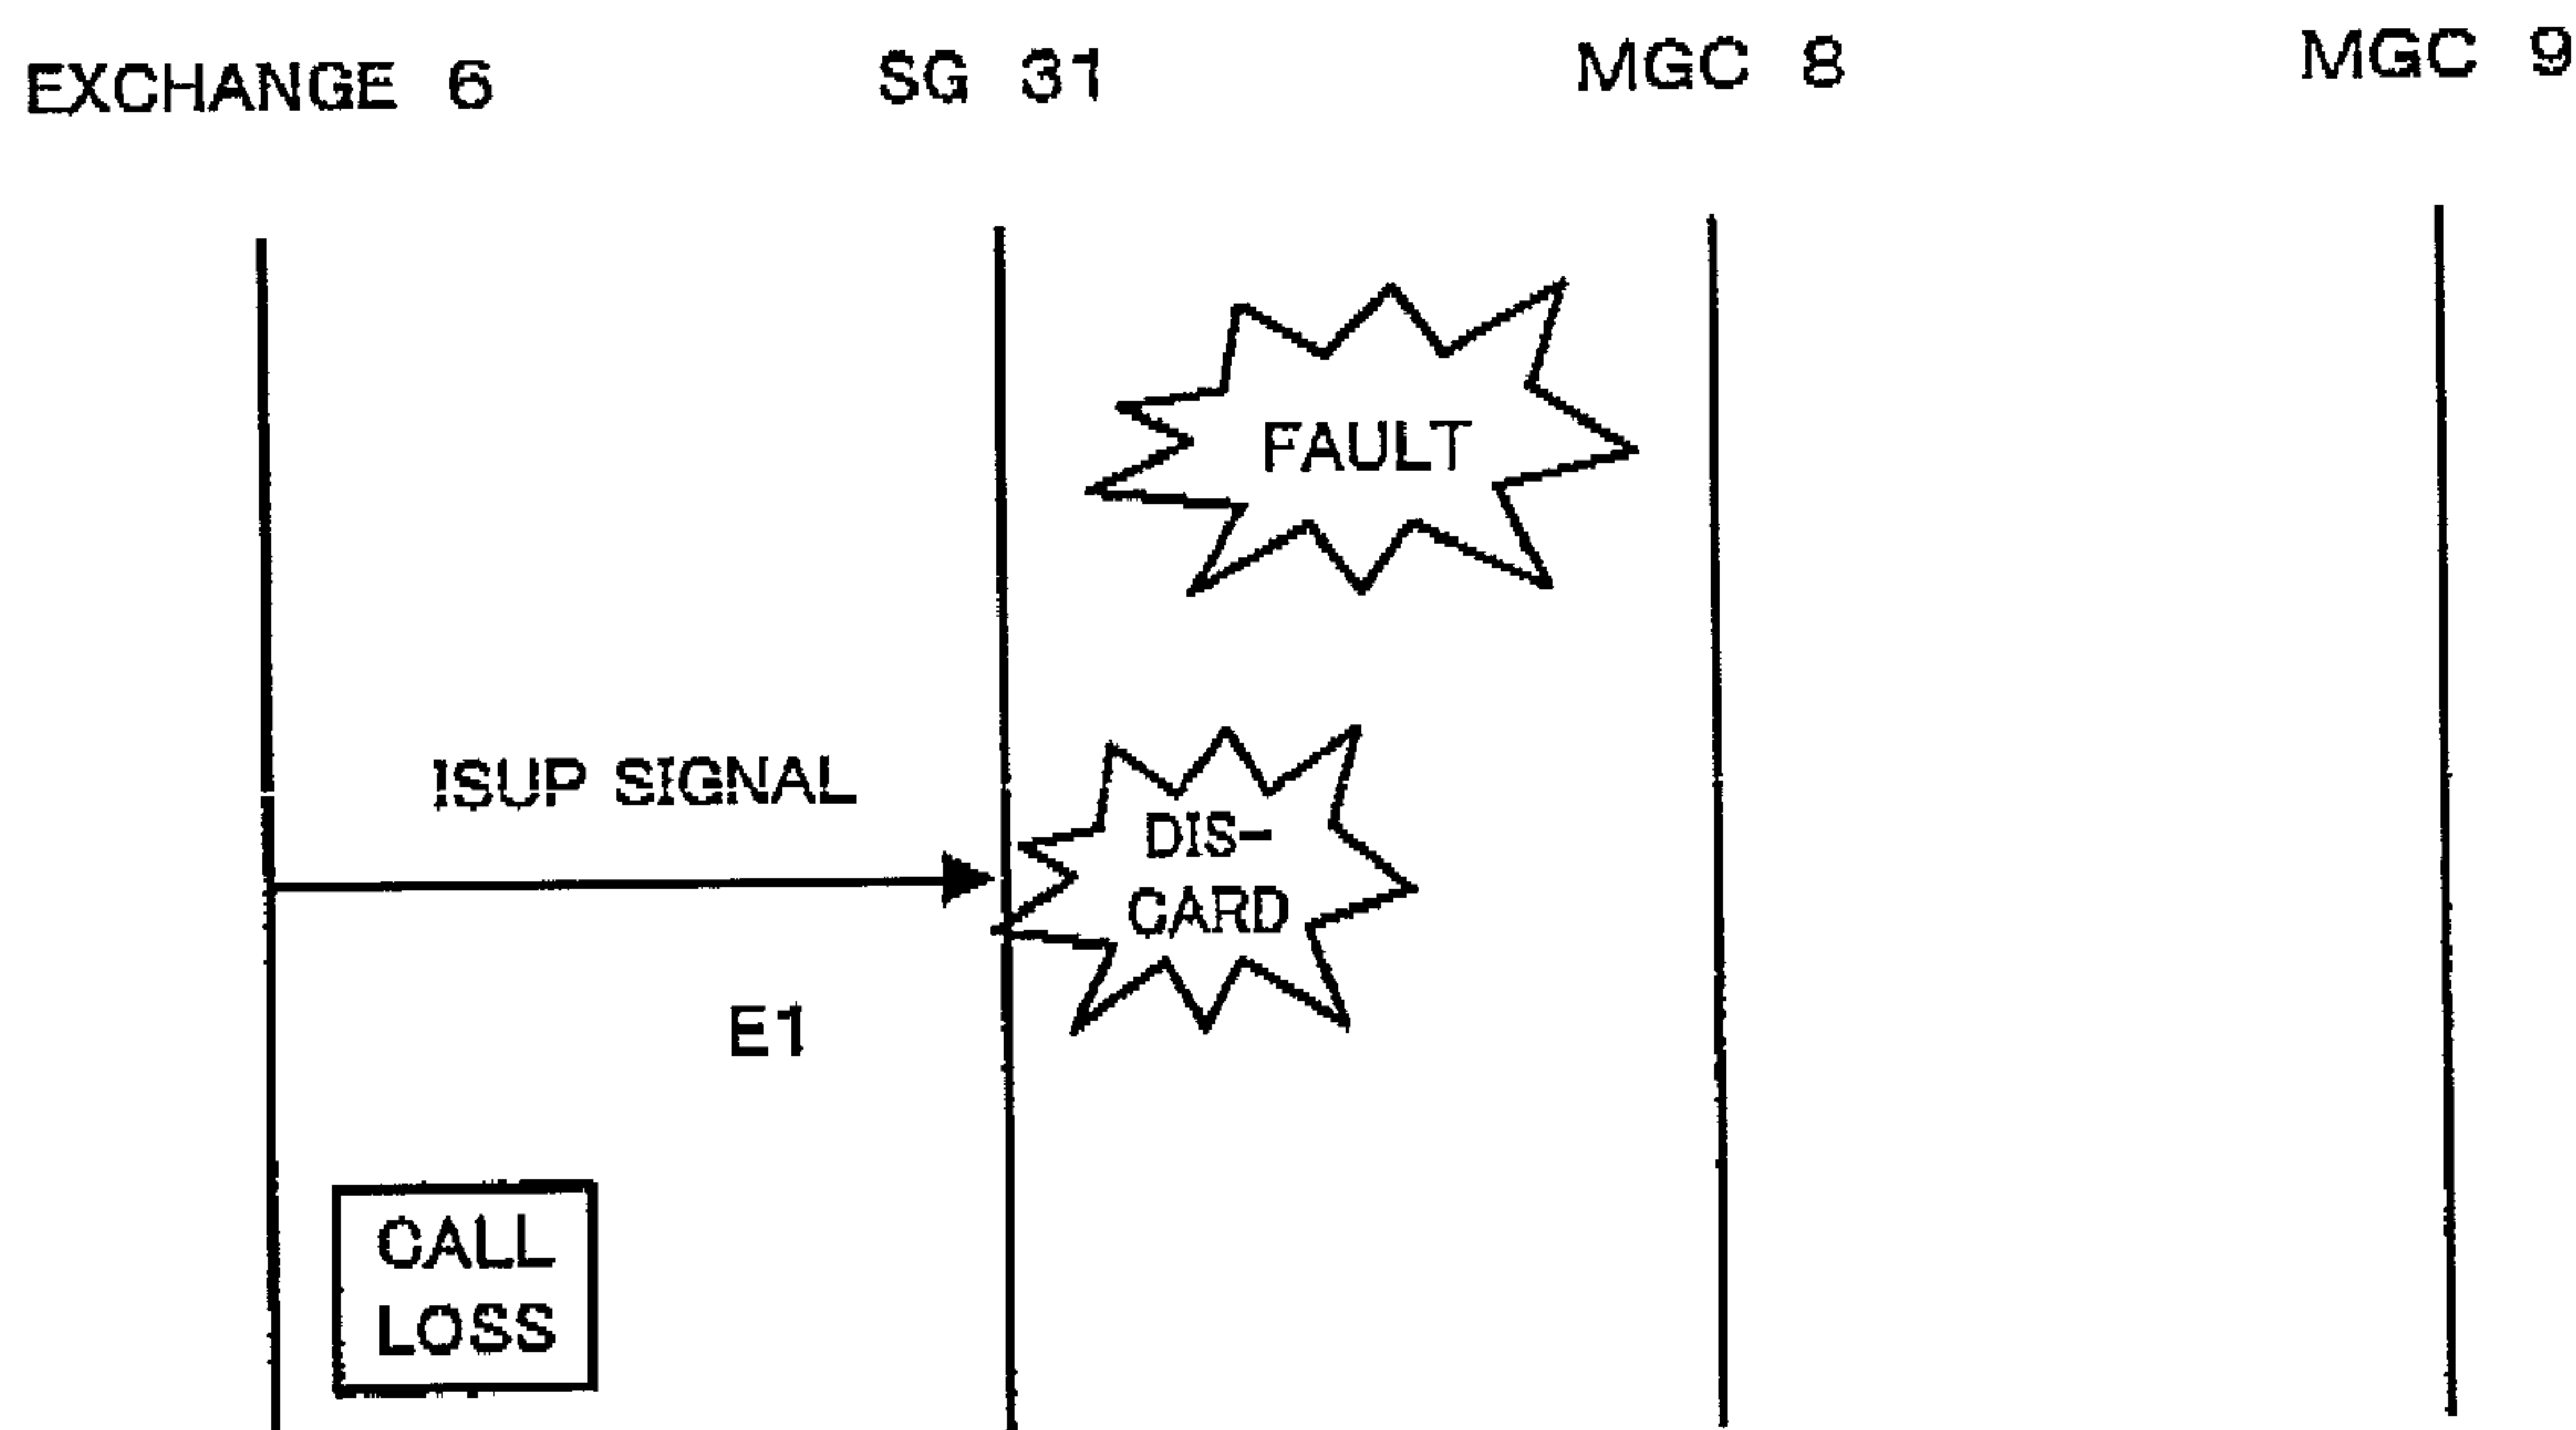 EXCHANGE 6
SG 31
MGC 8
MGC 9
FAULT
ISUP SIGNAL
DIS-
CARD
E1
CALL
LOSS